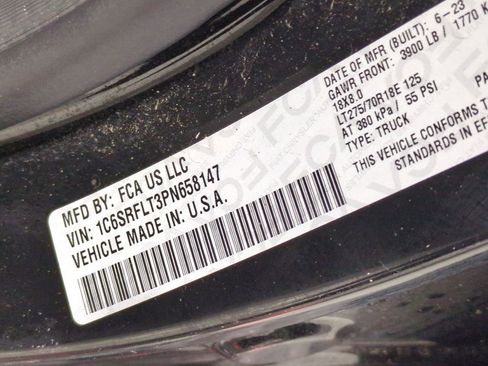 MFD BY: FCA US LLC
VIN: 1C6SRFLT3PN658147
VEHICLE MADE IN: U.S.A.
DATE OF MFR (BUILT): 6-23
GAWR FRONT: 3900 LB / 1770 K
18X8.0
LT275/70R18E 125
AT 380 kPa / 55 PSI
TYPE: TRUCK
THIS VEHICLE CONFORMS T
STANDARDS IN EFFE